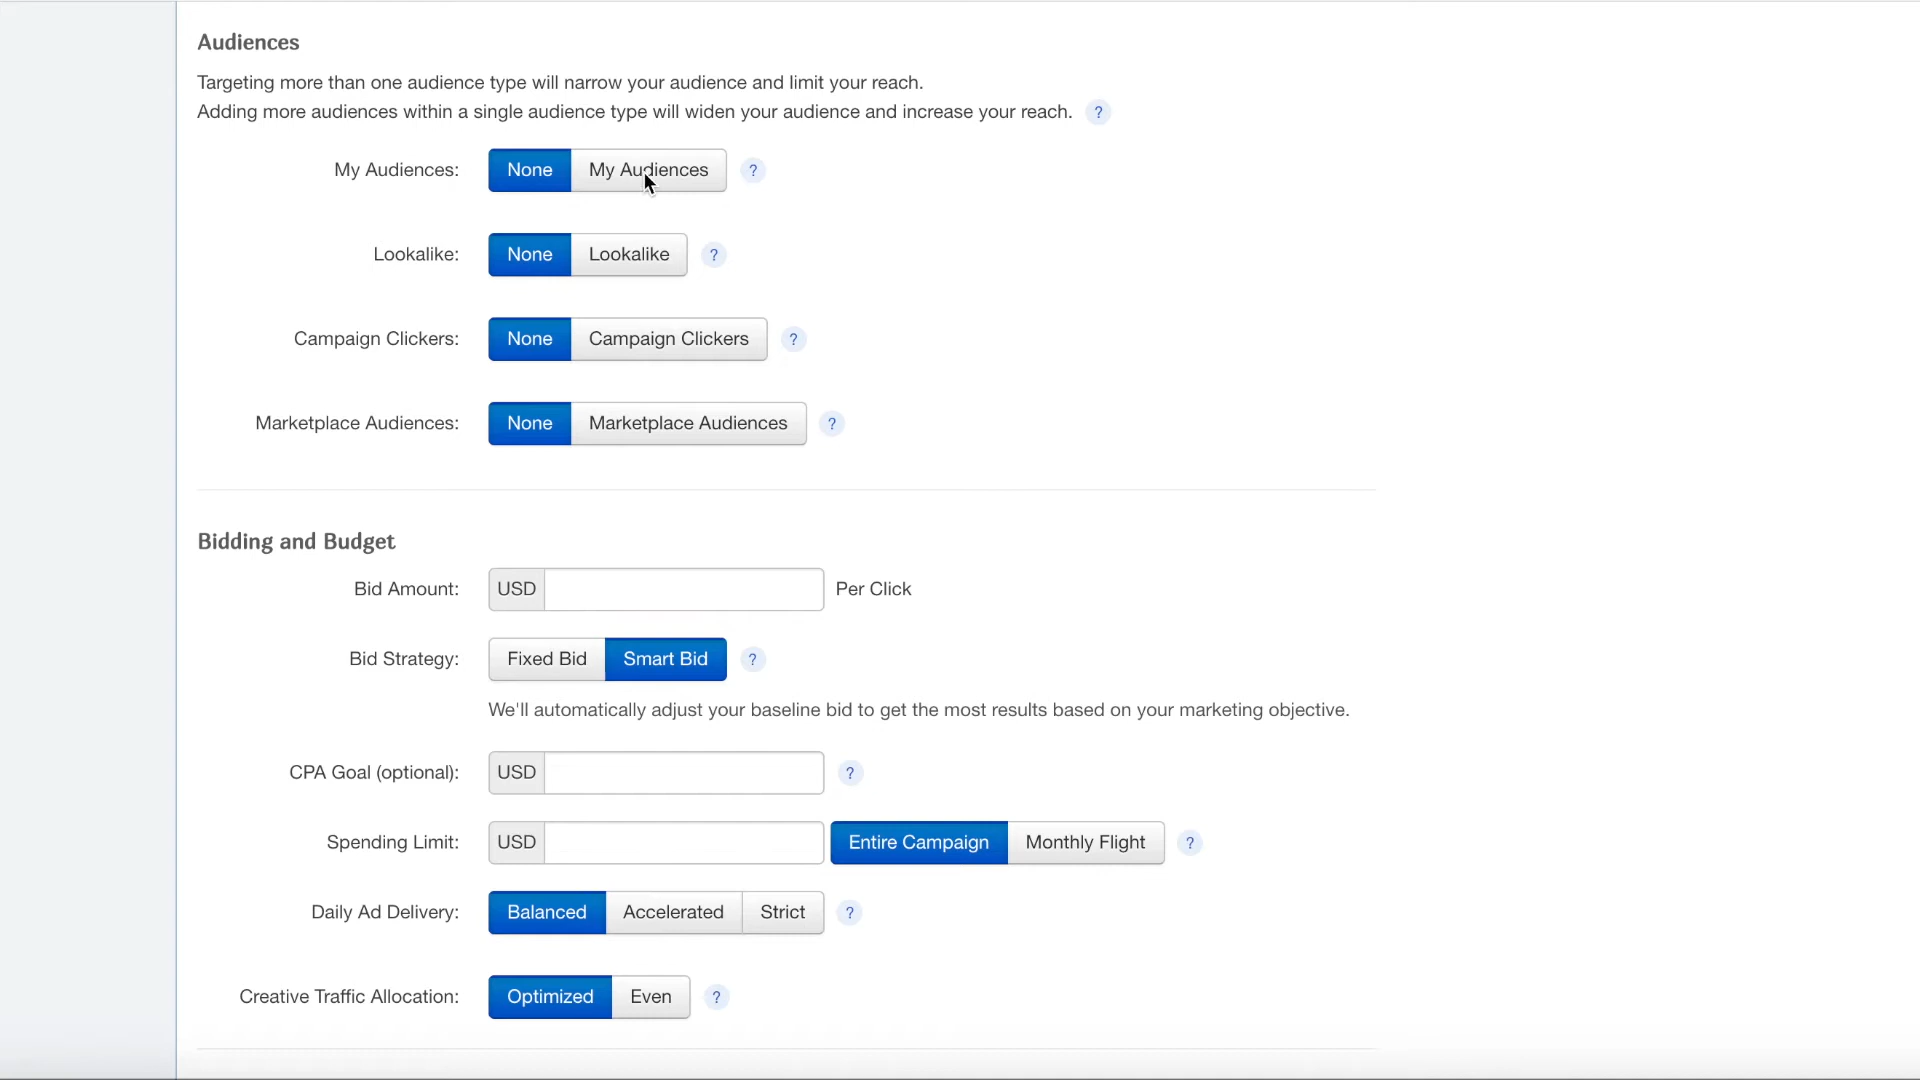 Audiences
Targeting more than one audience type will narrow your audience and limit your reach.
Adding more audiences within a single audience type will widen your audience and increase your reach. ?
My Audiences: None My Audiences ?
Lookalike: None Lookalike ?
Campaign Clickers: None Campaign Clickers ?
Marketplace Audiences: None Marketplace Audiences ?
Bidding and Budget
Bid Amount: USD Per Click
Bid Strategy: Fixed Bid Smart Bid ?
We'll automatically adjust your baseline bid to get the most results based on your marketing objective.
CPA Goal (optional): USD ?
Spending Limit: USD Entire Campaign Monthly Flight ?
Daily Ad Delivery: Balanced Accelerated Strict ?
Creative Traffic Allocation: Optimized Even ?